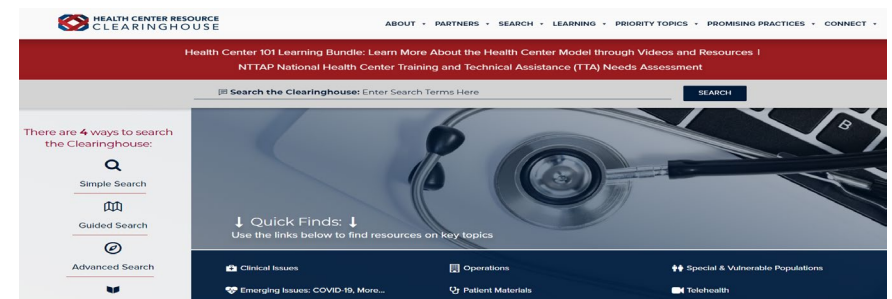 HEALTH CENTER RESOURCE
CLEARINGHOUSE
ABOUT PARTNERS SEARCH LEARNING PRIORITY TOPICS PROMISING PRACTICES CONNECT
Health Center 101 Learning Bundle: Learn More About the Health Center Model through Videos and Resources |
NTTAP National Health Center Training and Technical Assistance (TTA) Needs Assessment
Search the Clearinghouse: Enter Search Terms Here
SEARCH
There are 4 ways to search
the Clearinghouse:
Simple Search
Guided Search
Advanced Search
↓ Quick Finds: ↓
Use the links below to find resources on key topics
Clinical Issues
Operations
Special & Vulnerable Populations
Emerging Issues: COVID-19, More...
Patient Materials
Telehealth
B